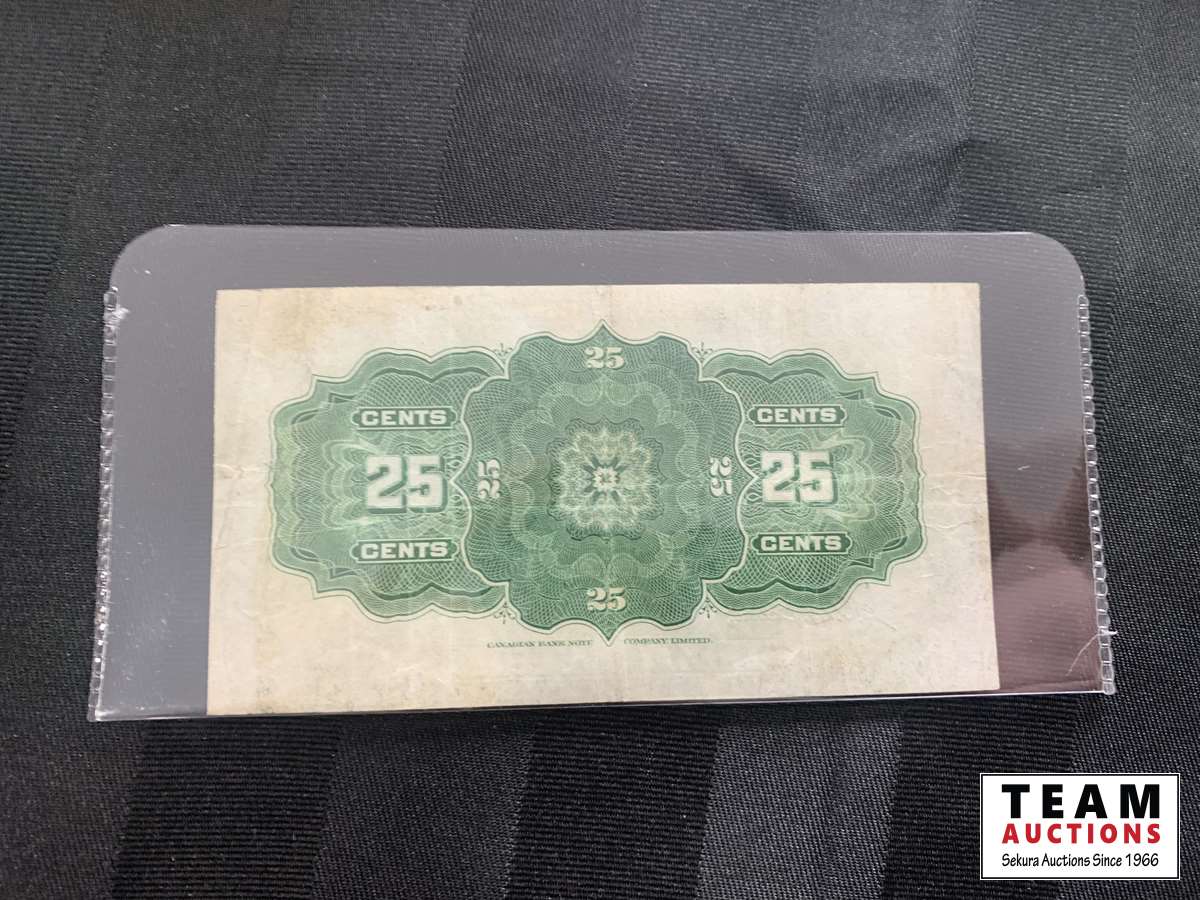 25
CENTS CENTS
25 25 25 25
CENTS CENTS
25
CANADIAN BANK NOTE COMPANY LIMITED.
TEAM
AUCTIONS
Sekura Auctions Since 1966